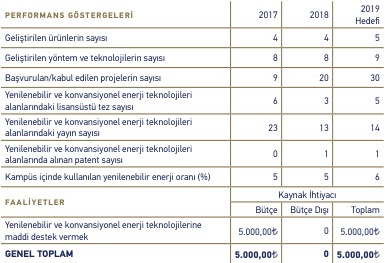 PERFORMANS GÖSTERGELERİ 2017 2018 2019 Hedefi
Geliştirilen ürünlerin sayısı 4 4 5
Geliştirilen yöntem ve teknolojilerin sayısı 8 8 9
Başvurulan/kabul edilen projelerin sayısı 9 20 30
Yenilenebilir ve konvansiyonel enerji teknolojileri
alanlarındaki lisansüstü tez sayısı 6 3 5
Yenilenebilir ve konvansiyonel enerji teknolojileri
alanlarındaki yayın sayısı 23 13 14
Yenilenebilir ve konvansiyonel enerji teknolojileri
alanlarında alınan patent sayısı 0 1 1
Kampüs içinde kullanılan yenilenebilir enerji oranı (%) 5 5 6
FAALİYETLER Kaynak İhtiyacı
Bütçe Bütçe Dışı Toplam
Yenilenebilir ve konvansiyonel enerji teknolojilerine
maddi destek vermek 5.000,00₺ 0 5.000,00₺
GENEL TOPLAM 5.000,00₺ 0 5.000,00₺